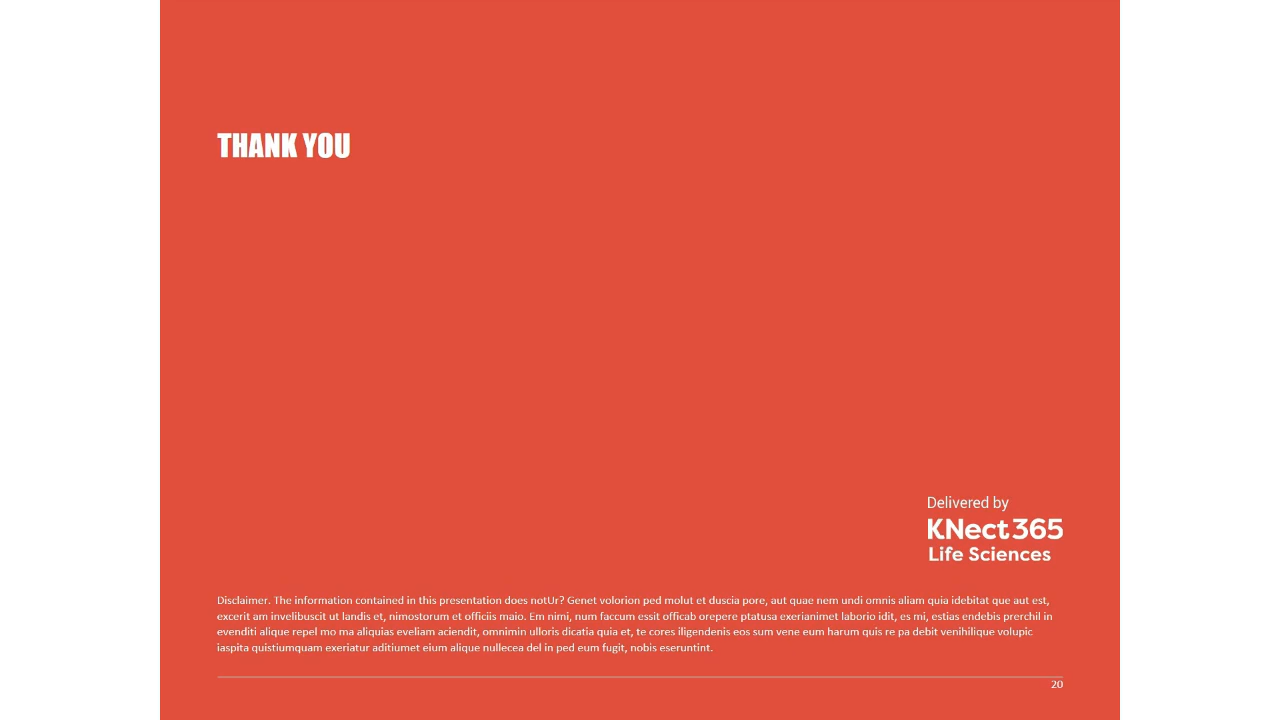 THANK YOU
Delivered by
KNect365
Life Sciences
Disclaimer. The information contained in this presentation does notUr? Genet volorion ped molut et duscia pore, aut quae nem undi omnis aliam quia idebitat que aut est,
excerit am invelibuscit ut landis et, nimostorum et officiis maio. Em nimi, num faccum essit officab orepere ptatusa exerianimet laborio idit, es mi, estias endebis prerchil in
evenditi alique repel mo ma aliquias eveliam aciendit, omnimin ulloris dicatia quia et, te cores iligendenis eos sum vene eum harum quis re pa debit venihilique volupic
iaspita quistiumquam exeriatur aditiumet eium alique nullecea del in ped eum fugit, nobis eseruntint.
20